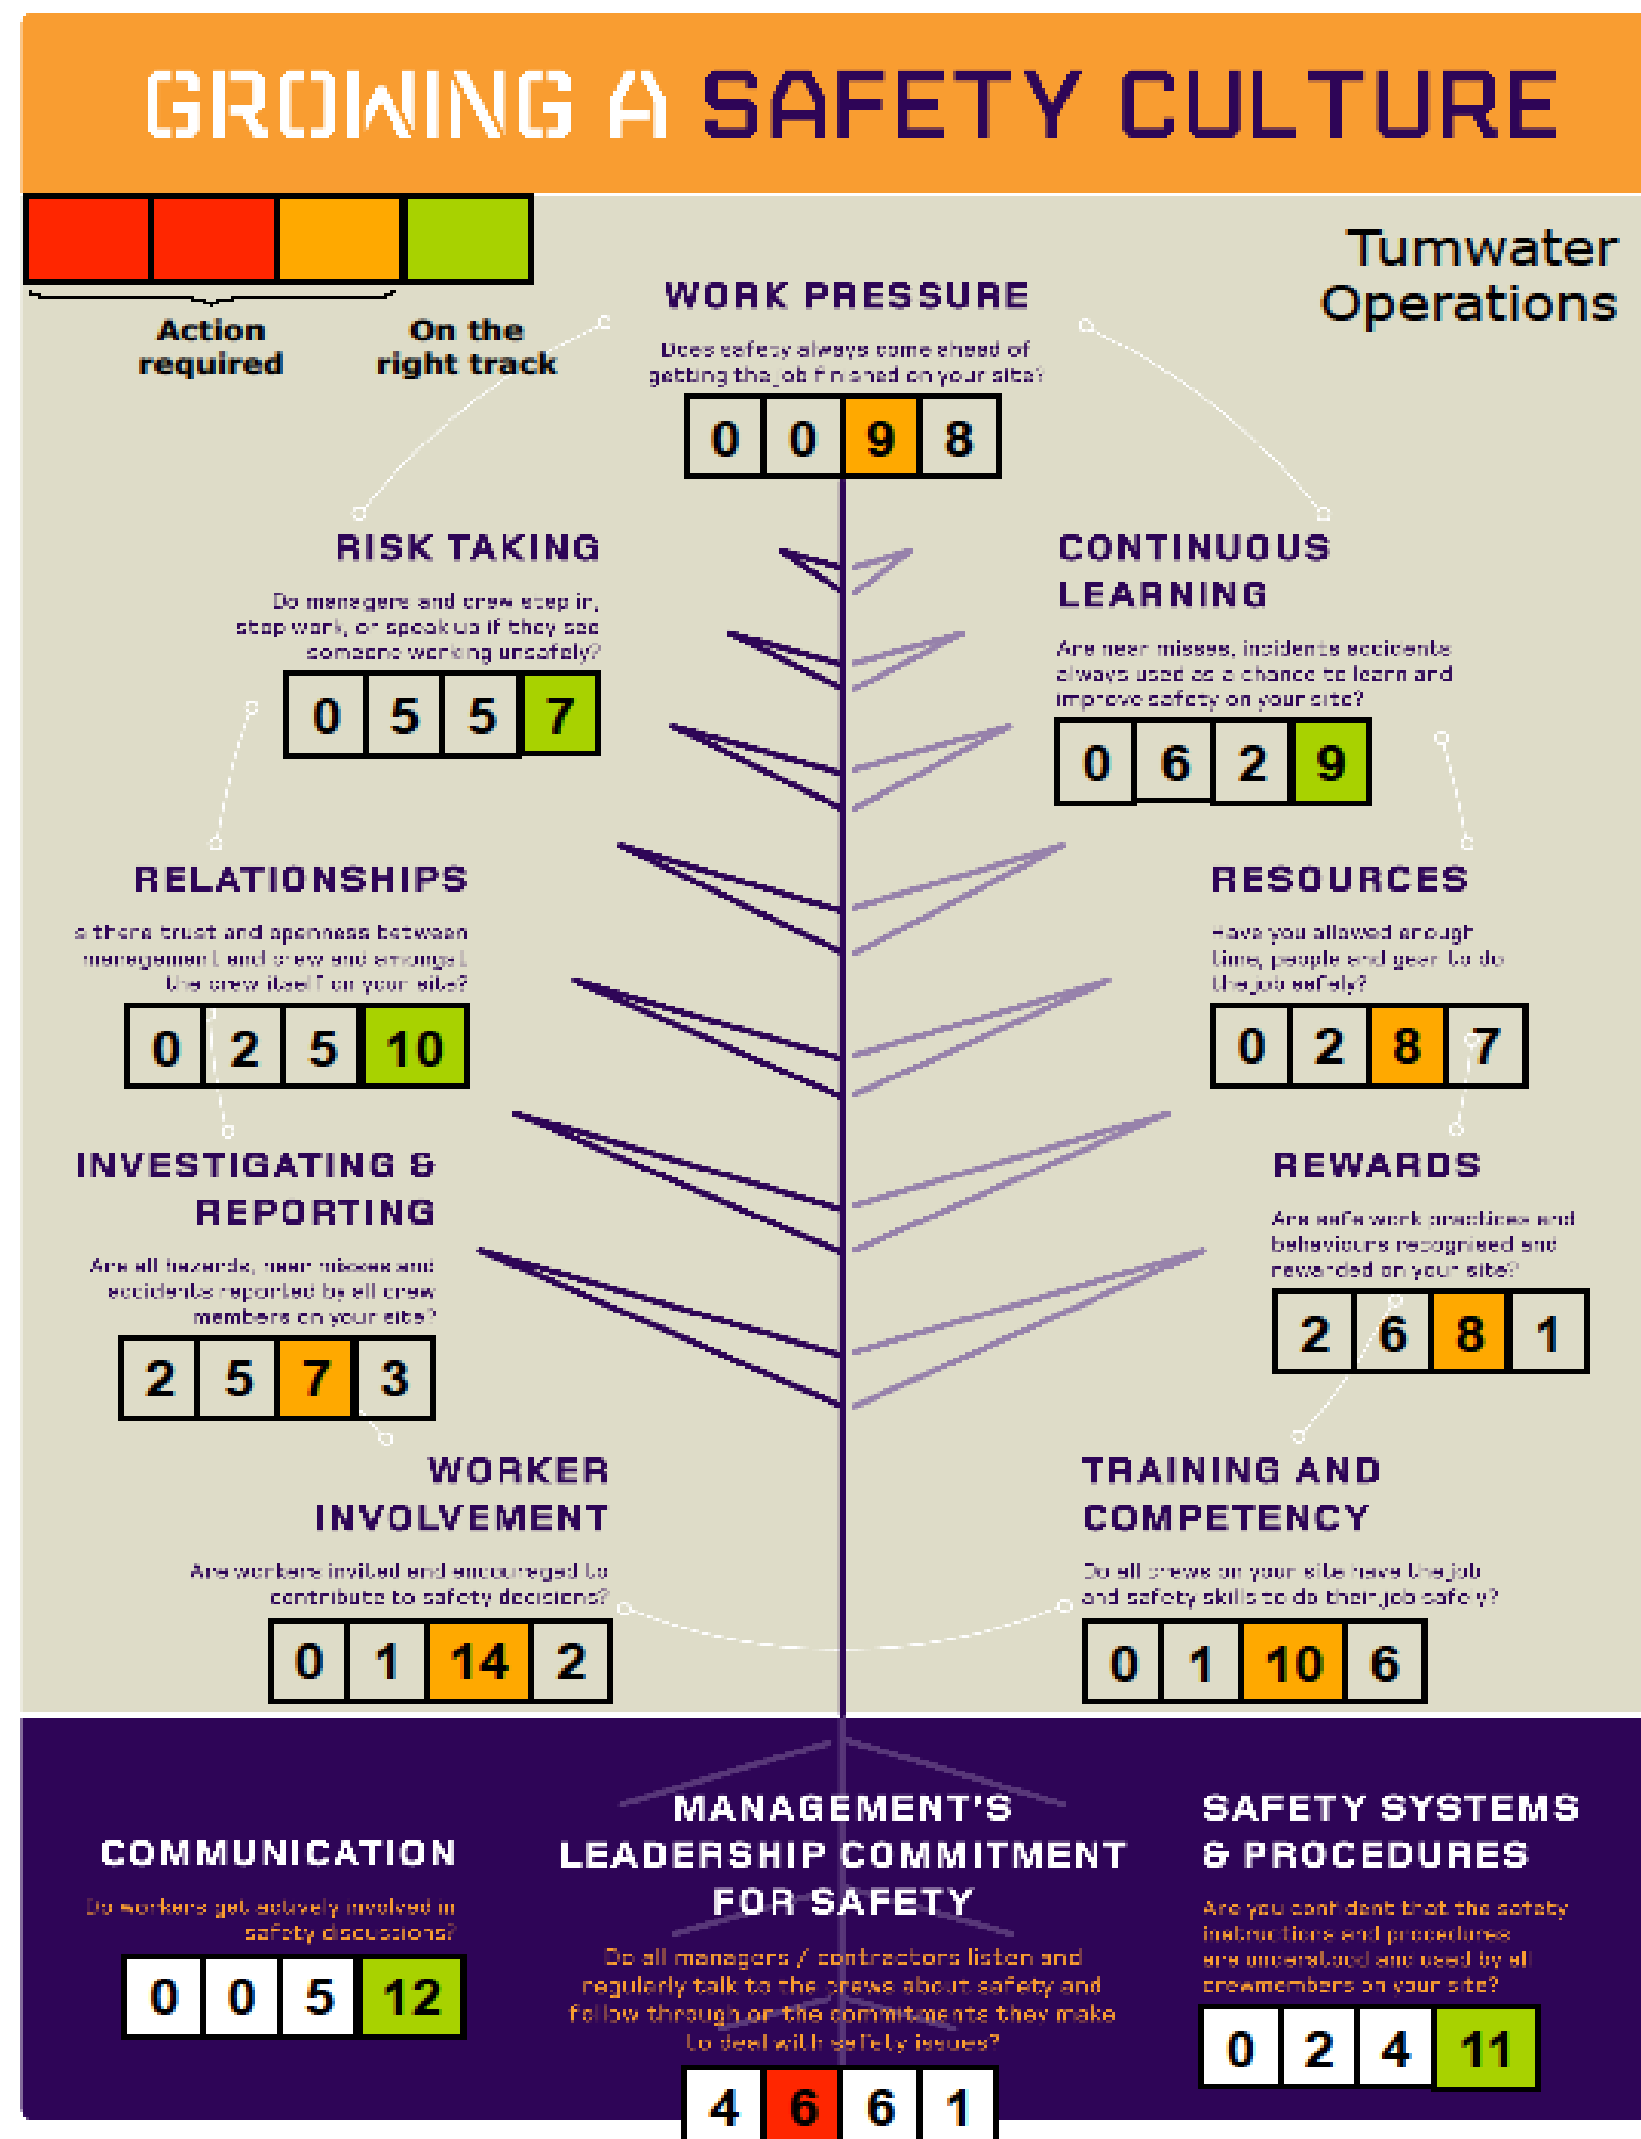 GROWING A SAFETY CULTURE
Action
required
On the
right track
Tumwater
Operations
WORK PRESSURE
Does safety always come ahead of
getting the job finished on your site?
0 0 9 8
RISK TAKING
Do managers and crew step in,
stop work, or speak up if they see
someone working unsafely?
0 5 5 7
CONTINUOUS
LEARNING
Are near misses, incidents accidents
always used as a chance to learn and
improve safety on your site?
0 6 2 9
RELATIONSHIPS
Is there trust and openness between
management and crew and amongst
the crew itself on your site?
0 2 5 10
RESOURCES
Have you allowed enough
time, people and gear to do
the job safely?
0 2 8 7
INVESTIGATING &
REPORTING
Are all hazards, near misses and
accidents reported by all crew
members on your site?
2 5 7 3
REWARDS
Are safe work practices and
behaviours recognised and
rewarded on your site?
2 6 8 1
WORKER
INVOLVEMENT
Are workers invited and encouraged to
contribute to safety decisions?
0 1 14 2
TRAINING AND
COMPETENCY
Do all crews on your site have the job
and safety skills to do their job safely?
0 1 10 6
COMMUNICATION
Do workers get actively involved in
safety discussions?
0 0 5 12
MANAGEMENT'S
LEADERSHIP COMMITMENT
FOR SAFETY
Do all managers / contractors listen and
regularly talk to the crews about safety and
follow through on the commitments they make
to deal with safety issues?
4 6 6 1
SAFETY SYSTEMS
& PROCEDURES
Are you confident that the safety
instructions and procedures
are understood and used by all
crewmembers on your site?
0 2 4 11